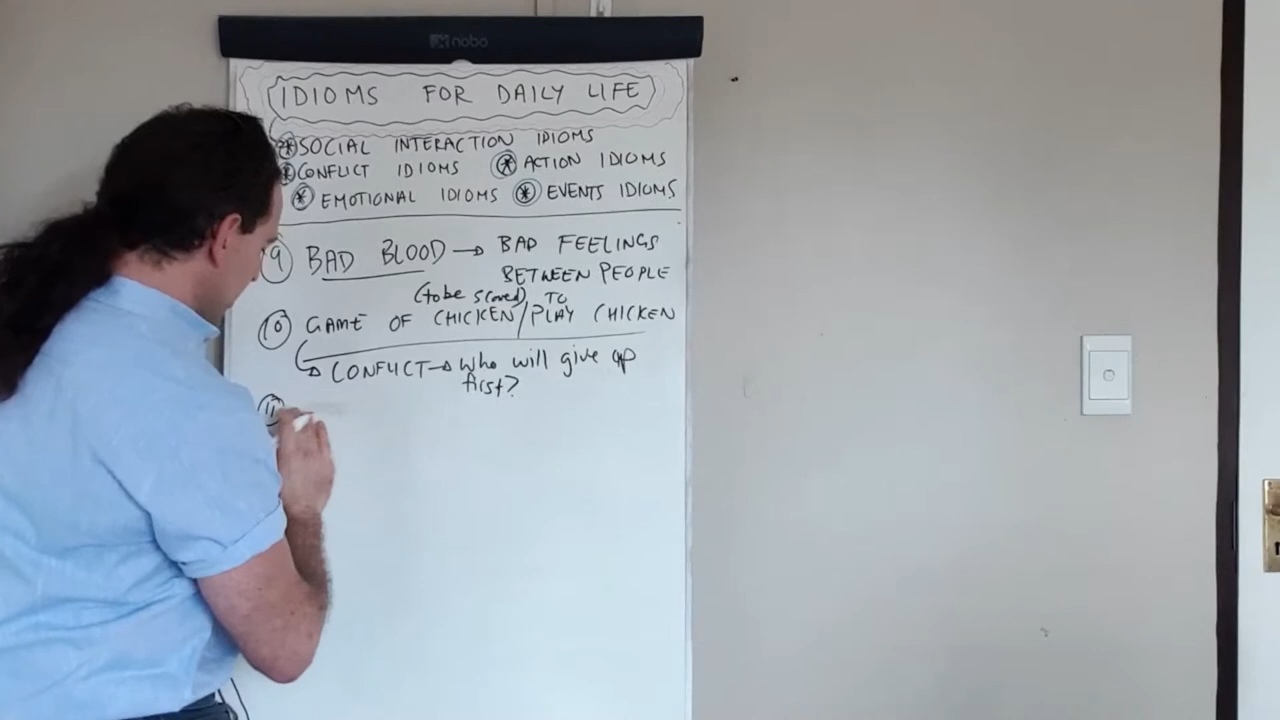 nobo
IDIOMS FOR DAILY LIFE
SOCIAL INTERACTION IDIOMS
CONFLICT IDIOMS * ACTION IDIOMS
* EMOTIONAL IDIOMS * EVENTS IDIOMS
9 BAD BLOOD → BAD FEELINGS
BETWEEN PEOPLE
(to be scared) TO
10 GAME OF CHICKEN/PLAY CHICKEN
↳ CONFLICT → Who will give up
first?
11